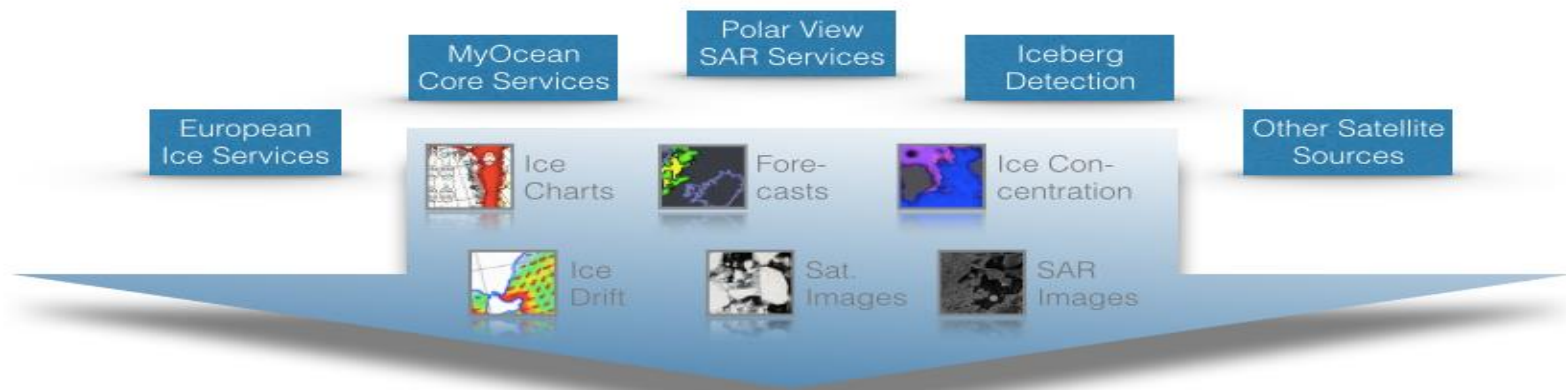 Polar View
SAR Services
MyOcean
Core Services
Iceberg
Detection
European
Ice Services
Other Satellite
Sources
Ice
Charts
Fore-
casts
Ice Con-
centration
Ice
Drift
Sat.
Images
SAR
Images